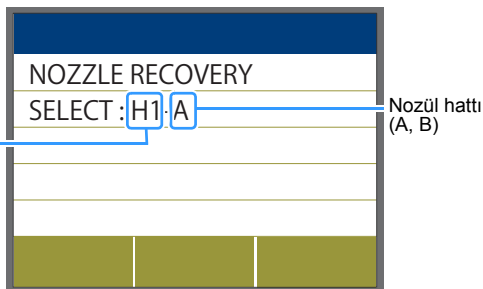 NOZZLE RECOVERY
SELECT : H1·A
Nozül hattı
(A, B)